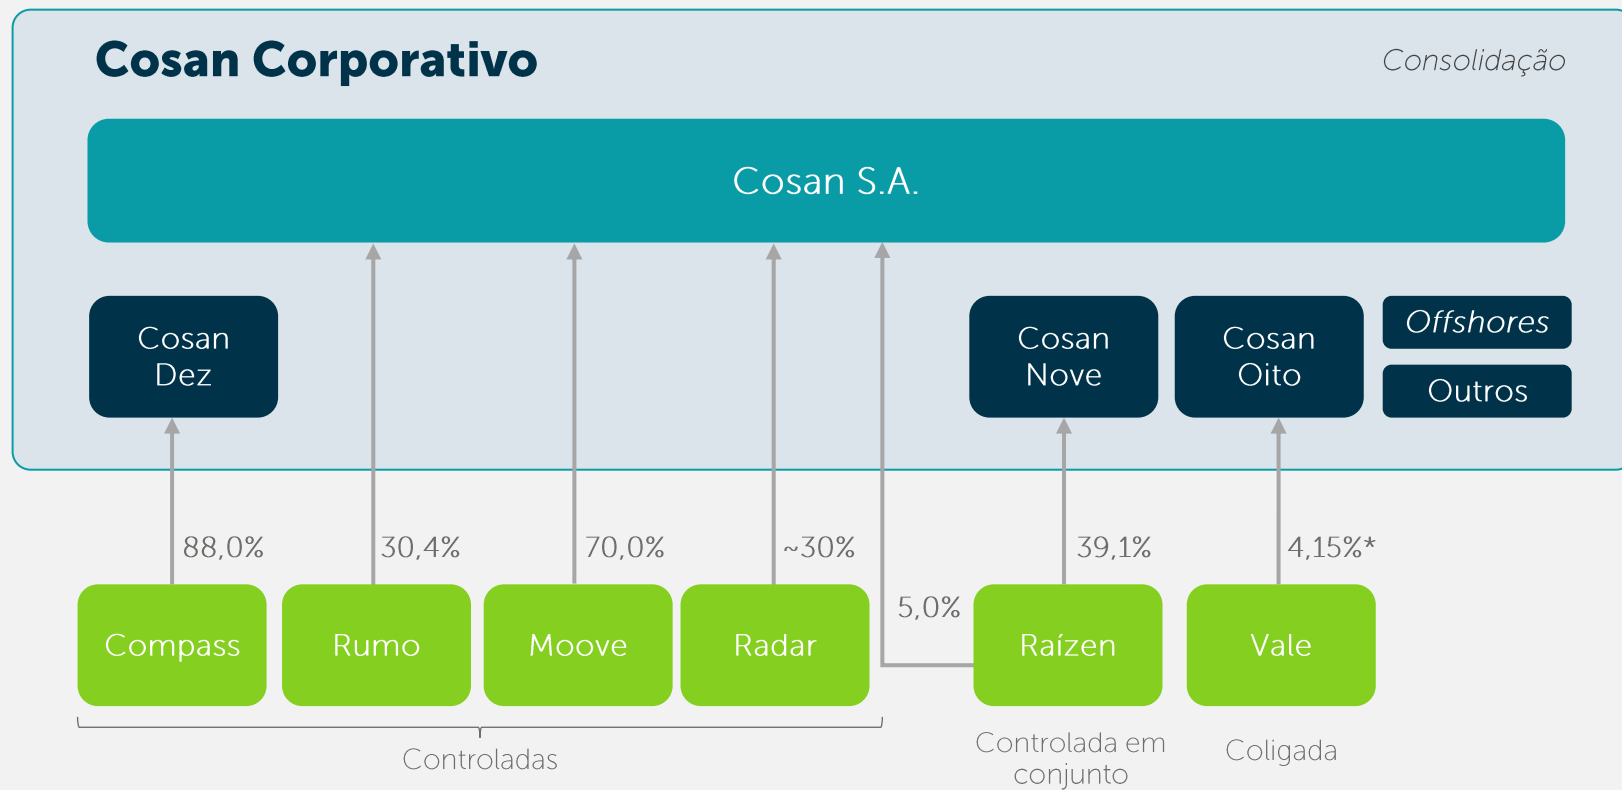 Cosan Corporativo
Consolidação
Cosan S.A.
Cosan
Dez
Cosan
Nove
Cosan
Oito
Offshores
Outros
88,0%
30,4%
70,0%
~30%
5,0%
39,1%
4,15%*
Compass
Rumo
Moove
Radar
Raízen
Vale
Controladas
Controlada em
conjunto
Coligada